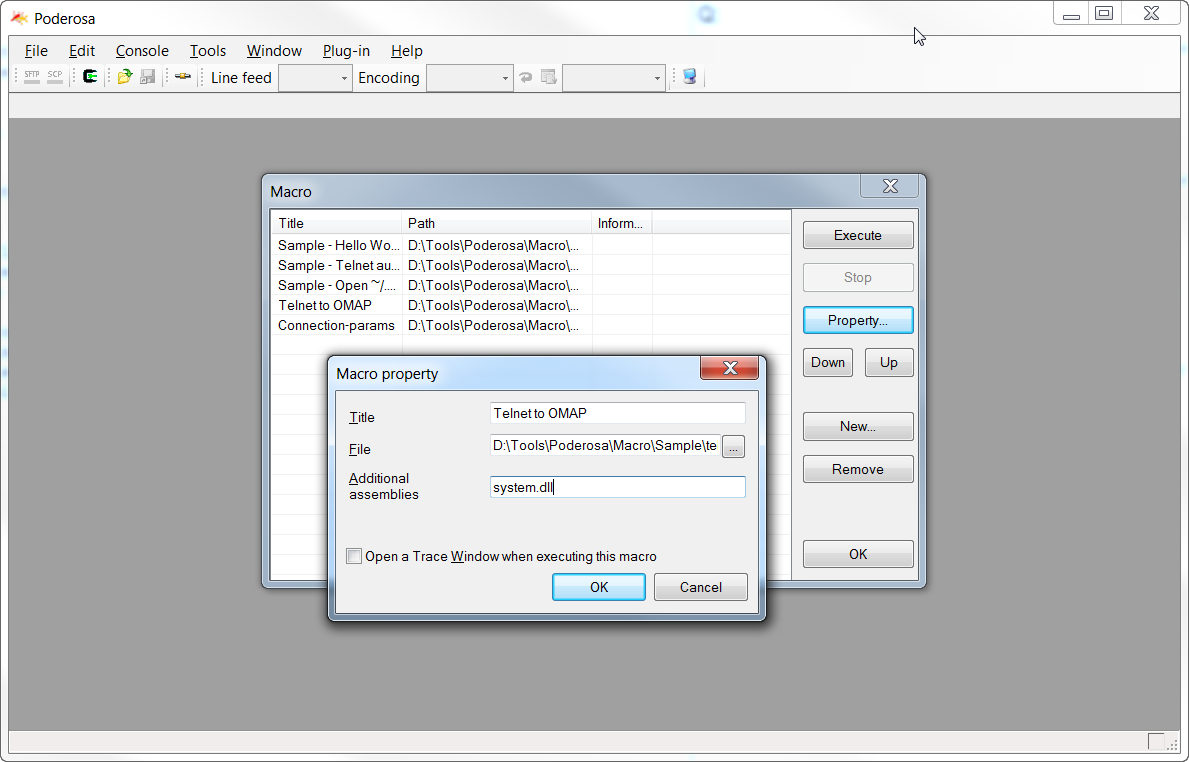 Poderosa
File Edit Console Tools Window Plug-in Help
SFTP SCP Line feed Encoding
Macro
Title Path Inform...
Sample - Hello Wo... D:\Tools\Poderosa\Macro\...
Sample - Telnet au... D:\Tools\Poderosa\Macro\...
Sample - Open ~/.... D:\Tools\Poderosa\Macro\...
Telnet to OMAP D:\Tools\Poderosa\Macro\...
Connection-params D:\Tools\Poderosa\Macro\...
Execute
Stop
Property...
Down Up
New...
Remove
OK
Macro property
Title Telnet to OMAP
File D:\Tools\Poderosa\Macro\Sample\te ...
Additional
assemblies
system.dll
Open a Trace Window when executing this macro
OK Cancel